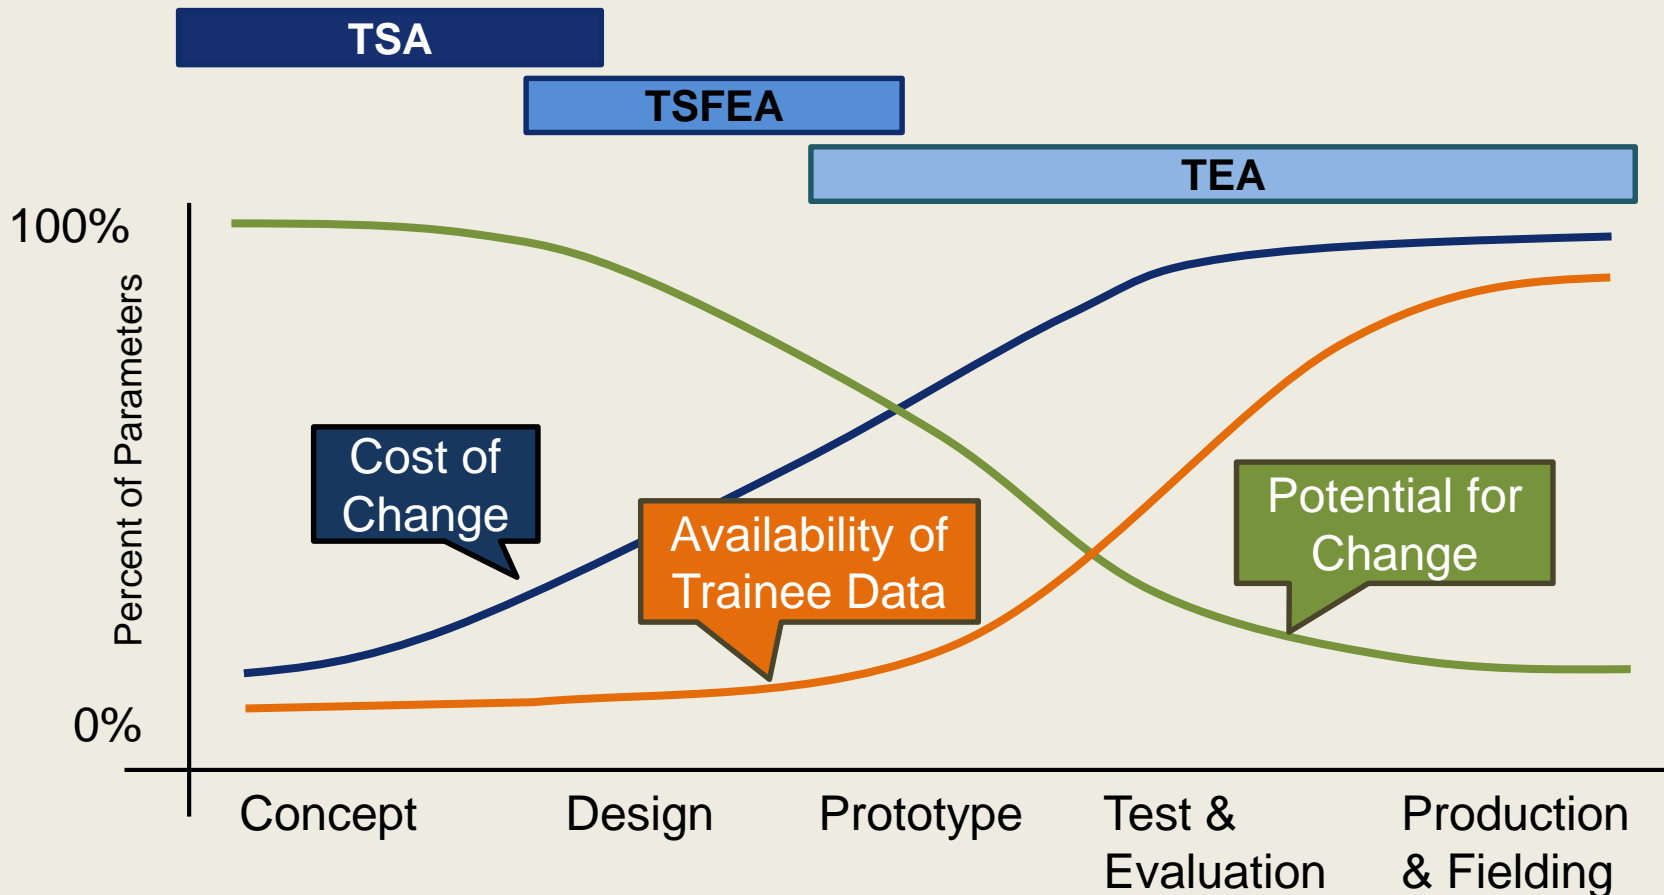 TSA
TSFEA
TEA
100%
Percent of Parameters
0%
Cost of
Change
Availability of
Trainee Data
Potential for
Change
Concept
Design
Prototype
Test &
Evaluation
Production
& Fielding